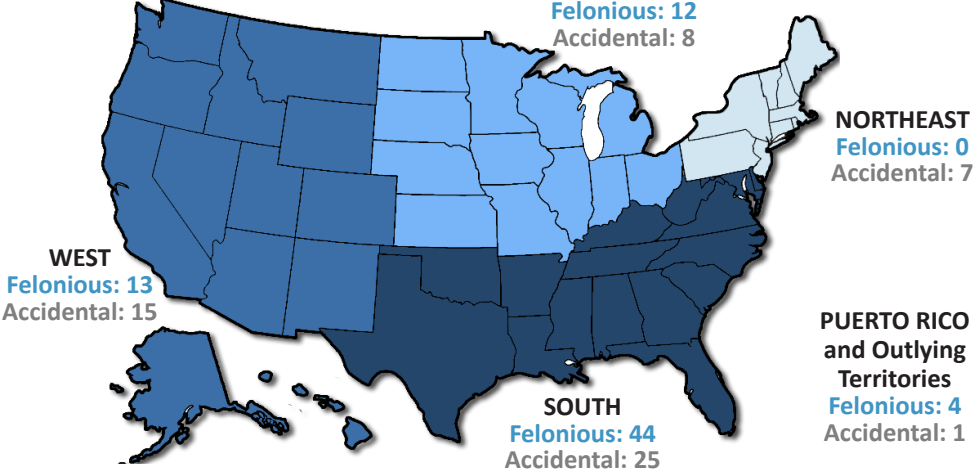 Felonious: 12
Accidental: 8
NORTHEAST
Felonious: 0
Accidental: 7
WEST
Felonious: 13
Accidental: 15
PUERTO RICO
and Outlying
Territories
Felonious: 4
Accidental: 1
SOUTH
Felonious: 44
Accidental: 25